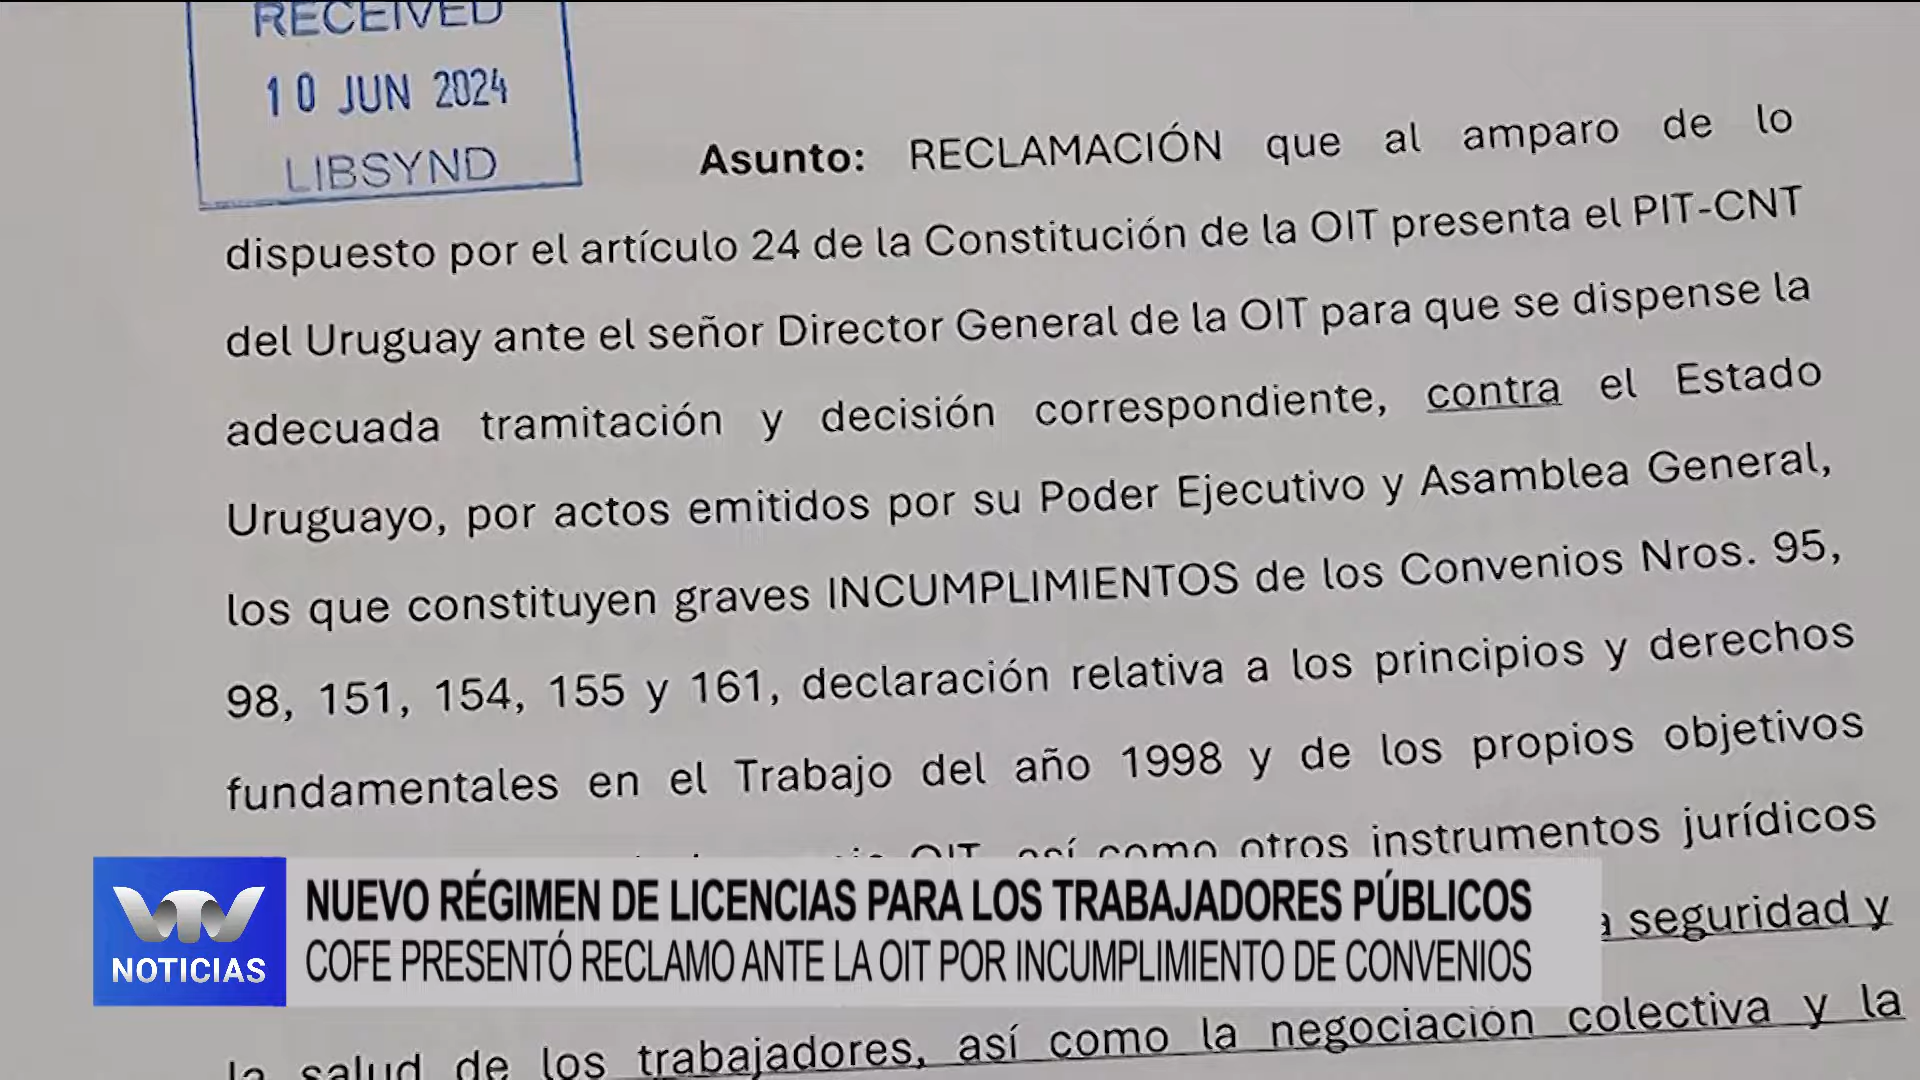 RECEIVED
10 JUN 2024
LIBSYND
Asunto: RECLAMACIÓN que al amparo de lo
dispuesto por el artículo 24 de la Constitución de la OIT presenta el PIT-CNT
del Uruguay ante el señor Director General de la OIT para que se dispense la
adecuada tramitación y decisión correspondiente, contra el Estado
Uruguayo, por actos emitidos por su Poder Ejecutivo y Asamblea General,
los que constituyen graves INCUMPLIMIENTOS de los Convenios Nros. 95,
98, 151, 154, 155 y 161, declaración relativa a los principios y derechos
fundamentales en el Trabajo del año 1998 y de los propios objetivos
OIT, así como otros instrumentos jurídicos
a seguridad y
la salud de los trabajadores, así como la negociación colectiva y la
VTV
NOTICIAS
NUEVO RÉGIMEN DE LICENCIAS PARA LOS TRABAJADORES PÚBLICOS
COFE PRESENTÓ RECLAMO ANTE LA OIT POR INCUMPLIMIENTO DE CONVENIOS